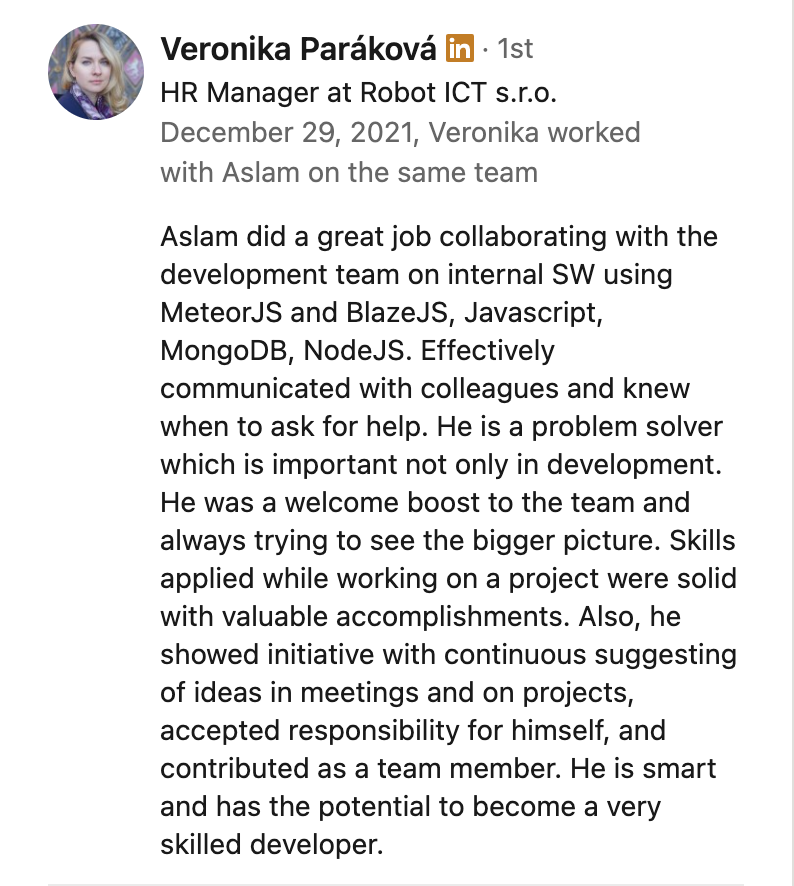 Veronika Paráková in · 1st
HR Manager at Robot ICT s.r.o.
December 29, 2021, Veronika worked
with Aslam on the same team
Aslam did a great job collaborating with the
development team on internal SW using
MeteorJS and BlazeJS, Javascript,
MongoDB, NodeJS. Effectively
communicated with colleagues and knew
when to ask for help. He is a problem solver
which is important not only in development.
He was a welcome boost to the team and
always trying to see the bigger picture. Skills
applied while working on a project were solid
with valuable accomplishments. Also, he
showed initiative with continuous suggesting
of ideas in meetings and on projects,
accepted responsibility for himself, and
contributed as a team member. He is smart
and has the potential to become a very
skilled developer.